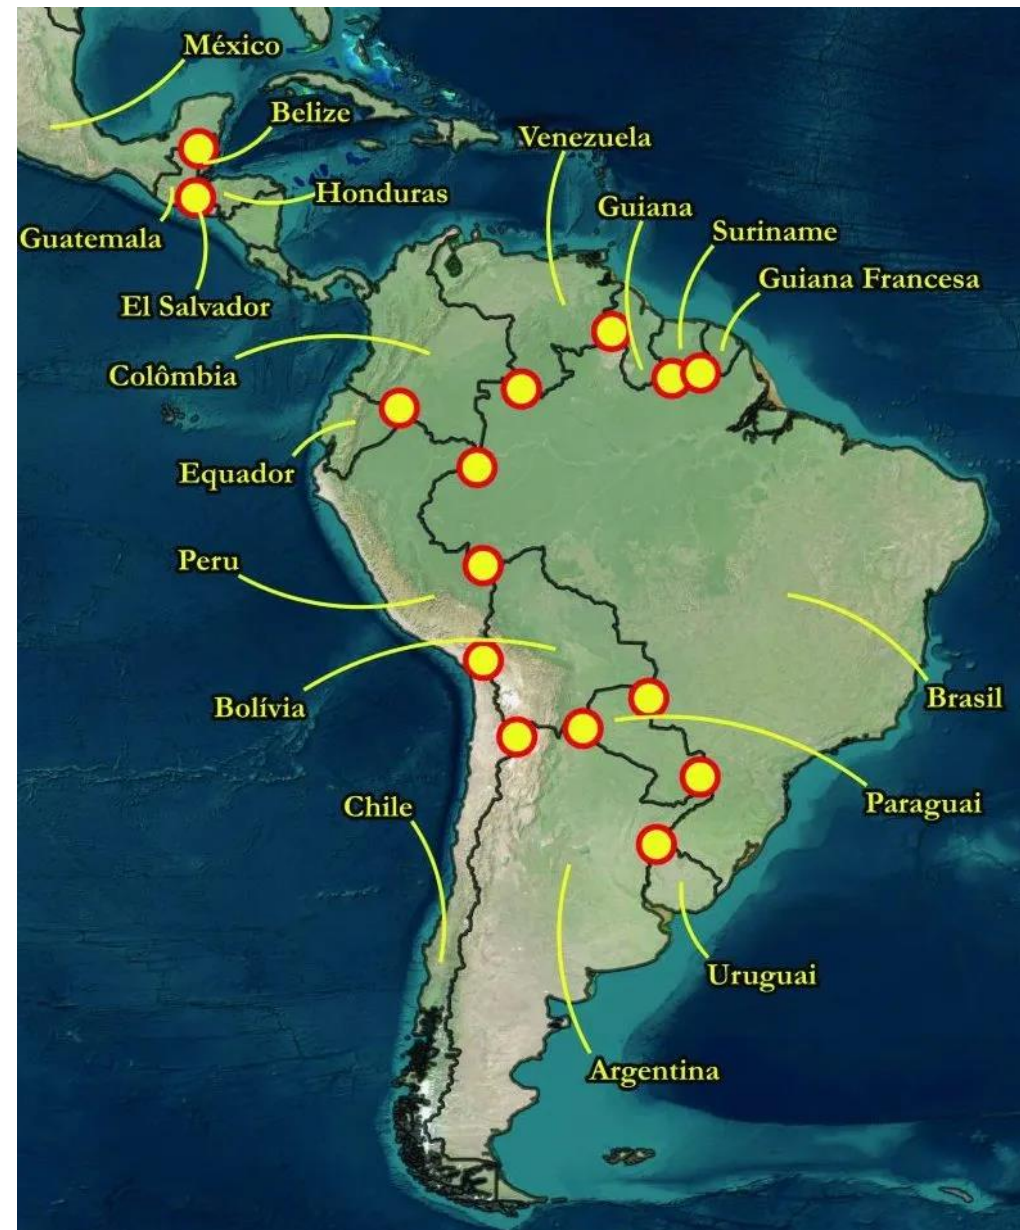 México
Belize
Venezuela
Honduras
Guiana
Suriname
Guatemala
Guiana Francesa
El Salvador
Colômbia
Equador
Peru
Brasil
Bolívia
Chile
Paraguai
Uruguai
Argentina